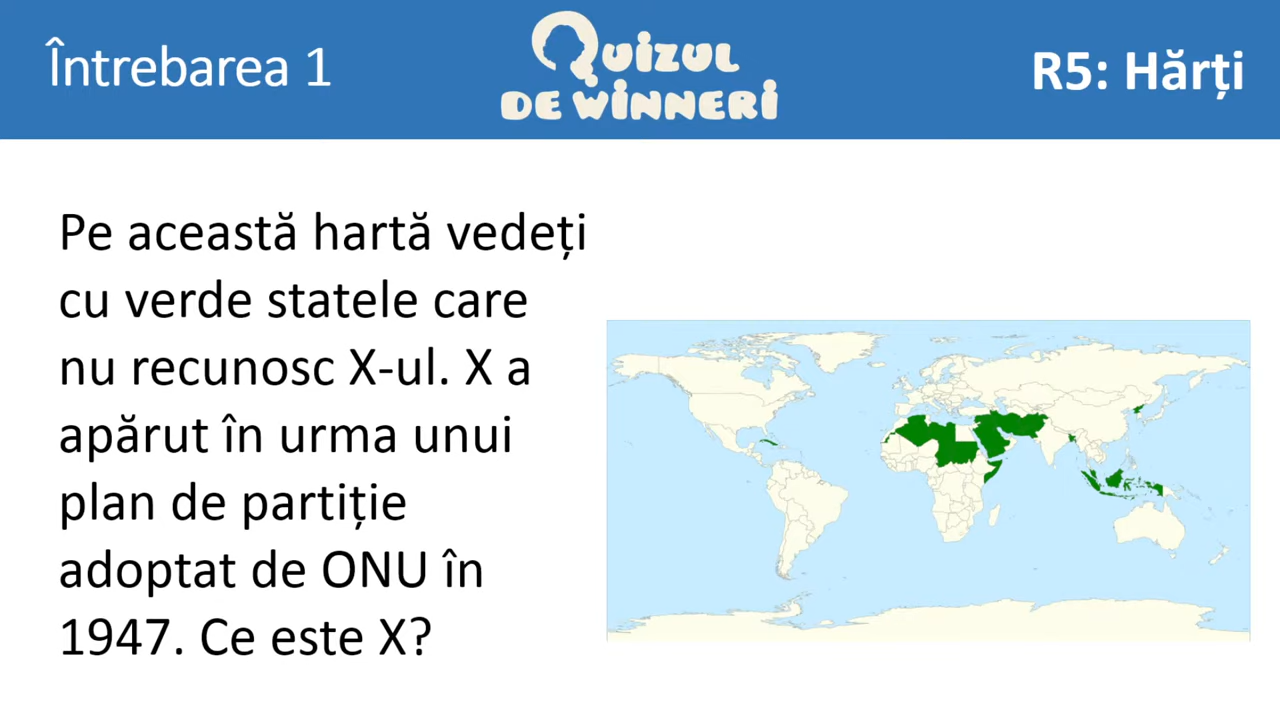 Întrebarea 1
QUIZUL
DE WINNERI
R5: Hărți
Pe această hartă vedeți
cu verde statele care
nu recunosc X-ul. X a
apărut în urma unui
plan de partiție
adoptat de ONU în
1947. Ce este X?